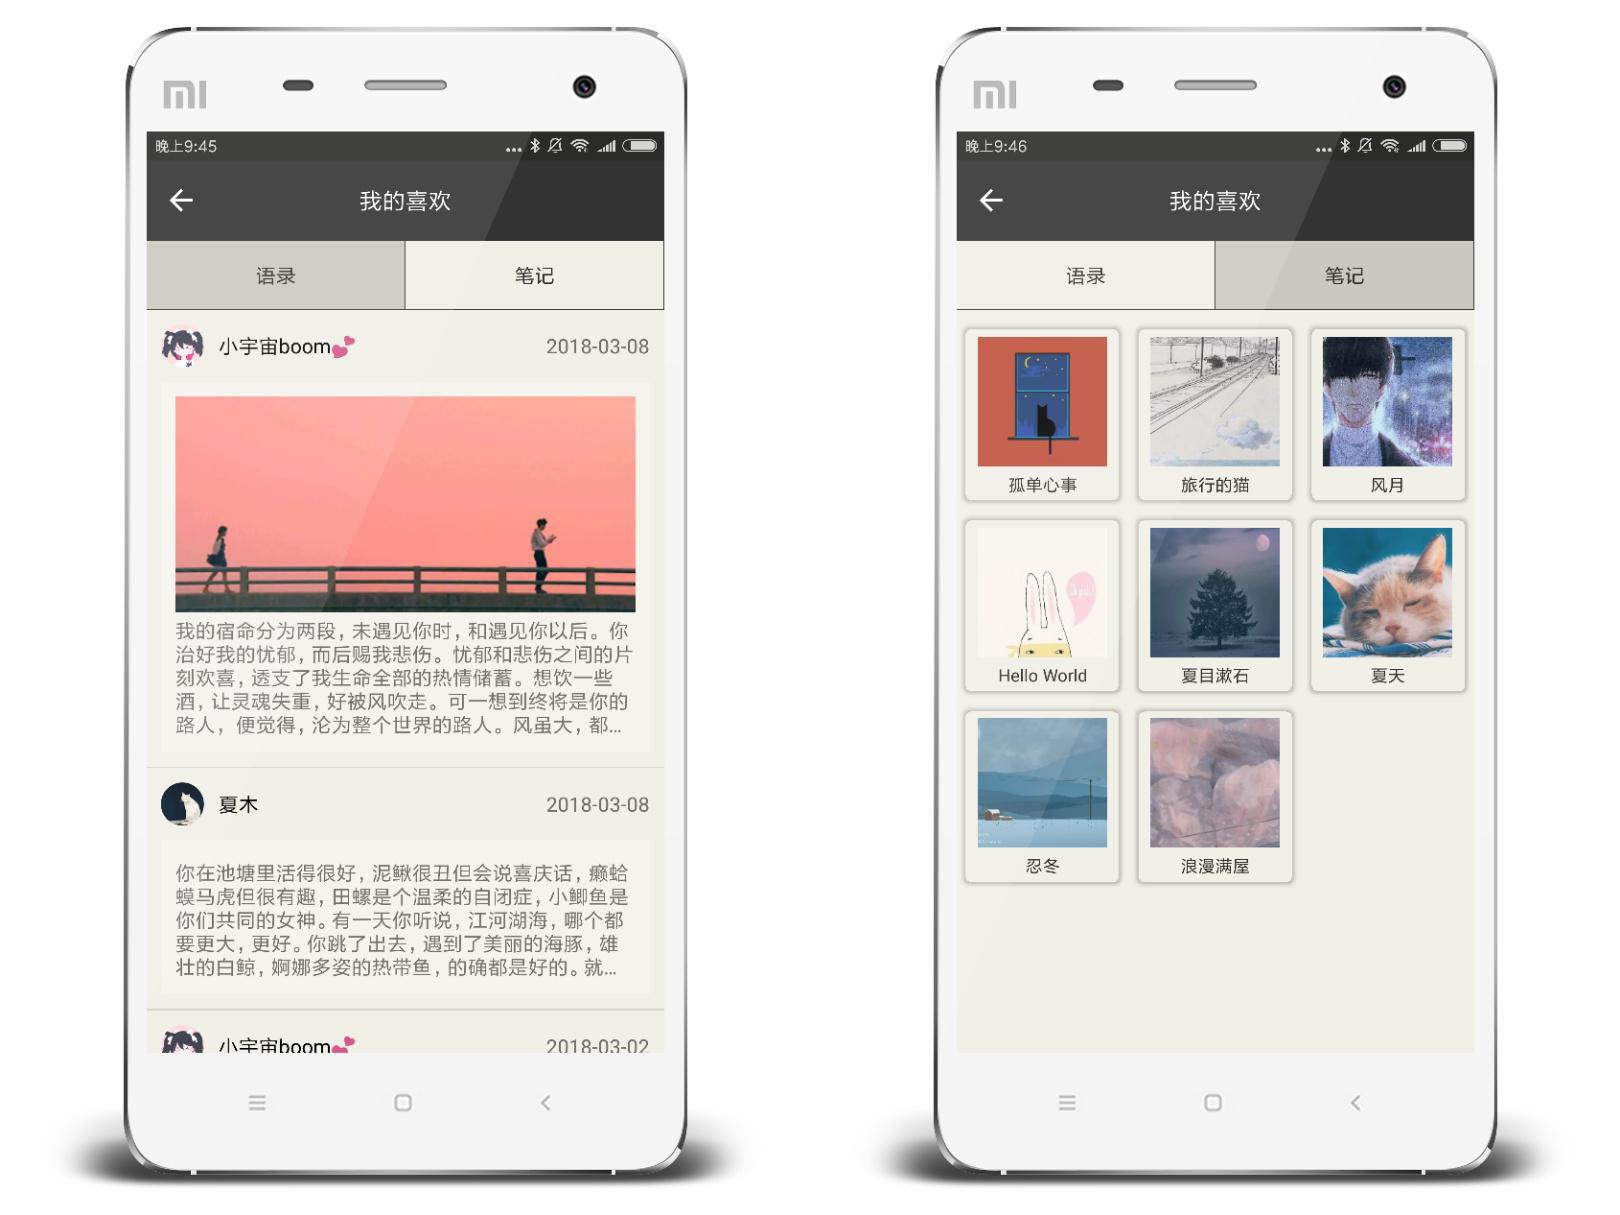 MI
晚上9:45
我的喜欢
语录
笔记
小宇宙boom💕
2018-03-08
我的宿命分为两段，未遇见你时，和遇见你以后。你
治好我的忧郁，而后赐我悲伤。忧郁和悲伤之间的片
刻欢喜，透支了我生命全部的热情储蓄。想饮一些
酒，让灵魂失重，好被风吹走。可一想到终将是你的
路人，便觉得，沦为整个世界的路人。风虽大，都...
夏木
2018-03-08
你在池塘里活得很好，泥鳅很丑但会说喜庆话，癞蛤
蟆马虎但很有趣，田螺是个温柔的自闭症，小鲫鱼是
你们共同的女神。有一天你听说，江河湖海，哪个都
要更大，更好。你跳了出去，遇到了美丽的海豚，雄
壮的白鲸，婀娜多姿的热带鱼，的确都是好的。就...
小宇宙boom💕
2018-03-02
MI
晚上9:46
我的喜欢
语录
笔记
孤单心事
旅行的猫
风月
Hello World
夏目漱石
夏天
忍冬
浪漫满屋